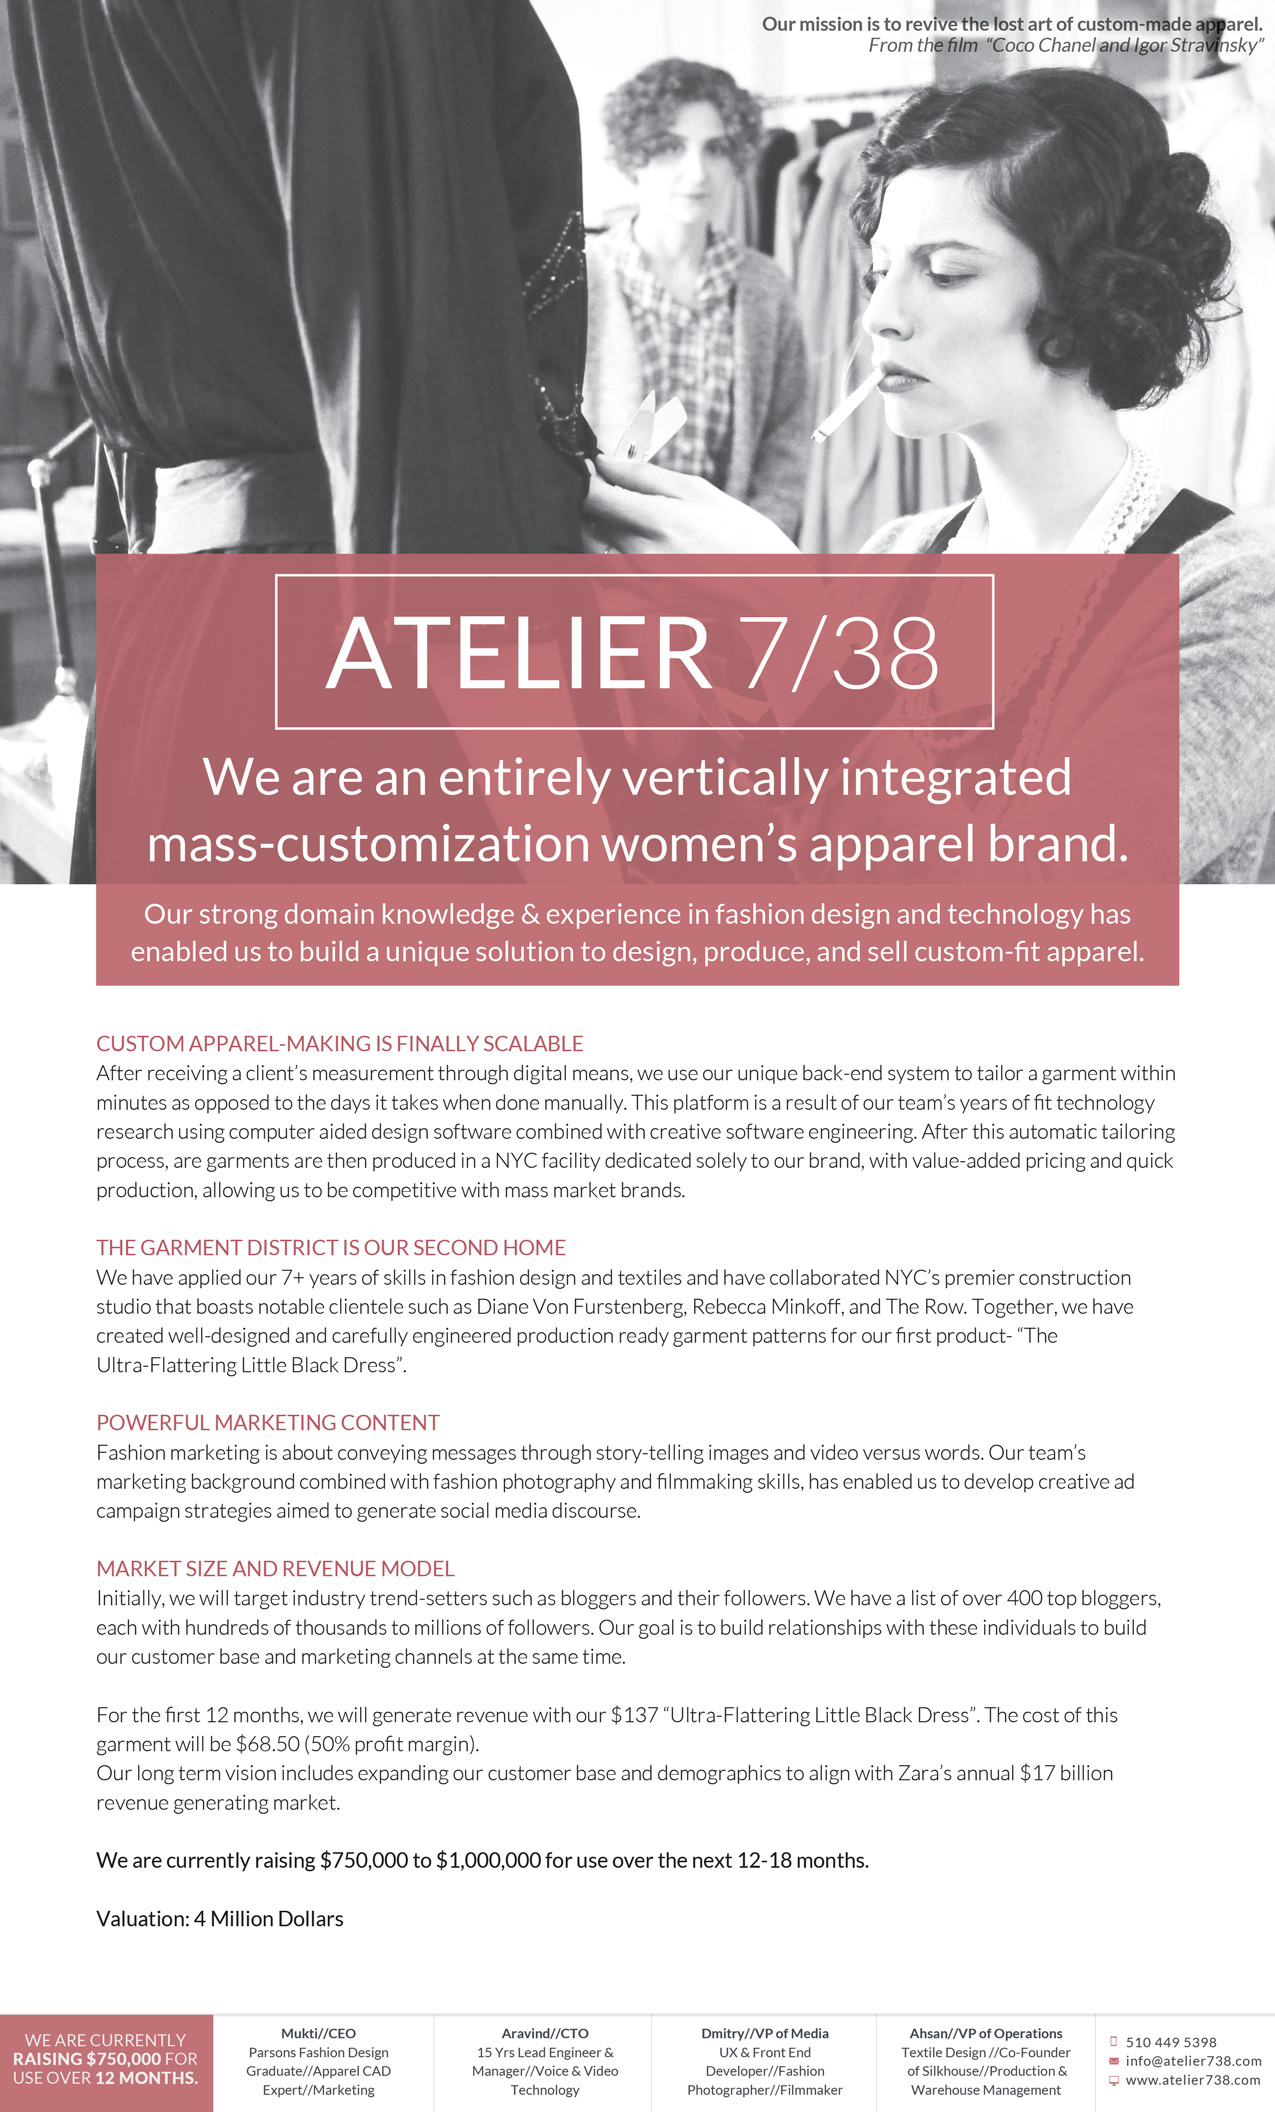 Our mission is to revive the lost art of custom-made apparel.
From the film “Coco Chanel and Igor Stravinsky”
ATELIER 7/38
We are an entirely vertically integrated
mass-customization women’s apparel brand.
Our strong domain knowledge & experience in fashion design and technology has
enabled us to build a unique solution to design, produce, and sell custom-fit apparel.
CUSTOM APPAREL-MAKING IS FINALLY SCALABLE
After receiving a client’s measurement through digital means, we use our unique back-end system to tailor a garment within
minutes as opposed to the days it takes when done manually. This platform is a result of our team’s years of fit technology
research using computer aided design software combined with creative software engineering. After this automatic tailoring
process, are garments are then produced in a NYC facility dedicated solely to our brand, with value-added pricing and quick
production, allowing us to be competitive with mass market brands.
THE GARMENT DISTRICT IS OUR SECOND HOME
We have applied our 7+ years of skills in fashion design and textiles and have collaborated NYC’s premier construction
studio that boasts notable clientele such as Diane Von Furstenberg, Rebecca Minkoff, and The Row. Together, we have
created well-designed and carefully engineered production ready garment patterns for our first product- “The
Ultra-Flattering Little Black Dress”.
POWERFUL MARKETING CONTENT
Fashion marketing is about conveying messages through story-telling images and video versus words. Our team’s
marketing background combined with fashion photography and filmmaking skills, has enabled us to develop creative ad
campaign strategies aimed to generate social media discourse.
MARKET SIZE AND REVENUE MODEL
Initially, we will target industry trend-setters such as bloggers and their followers. We have a list of over 400 top bloggers,
each with hundreds of thousands to millions of followers. Our goal is to build relationships with these individuals to build
our customer base and marketing channels at the same time.
For the first 12 months, we will generate revenue with our $137 “Ultra-Flattering Little Black Dress”. The cost of this
garment will be $68.50 (50% profit margin).
Our long term vision includes expanding our customer base and demographics to align with Zara’s annual $17 billion
revenue generating market.
We are currently raising $750,000 to $1,000,000 for use over the next 12-18 months.
Valuation: 4 Million Dollars
WE ARE CURRENTLY
RAISING $750,000 FOR
USE OVER 12 MONTHS.
Mukti//CEO
Parsons Fashion Design
Graduate//Apparel CAD
Expert//Marketing
Aravind//CTO
15 Yrs Lead Engineer &
Manager//Voice & Video
Technology
Dmitry//VP of Media
UX & Front End
Developer//Fashion
Photographer//Filmmaker
Ahsan//VP of Operations
Textile Design //Co-Founder
of Silkhouse//Production &
Warehouse Management
510 449 5398
info@atelier738.com
www.atelier738.com